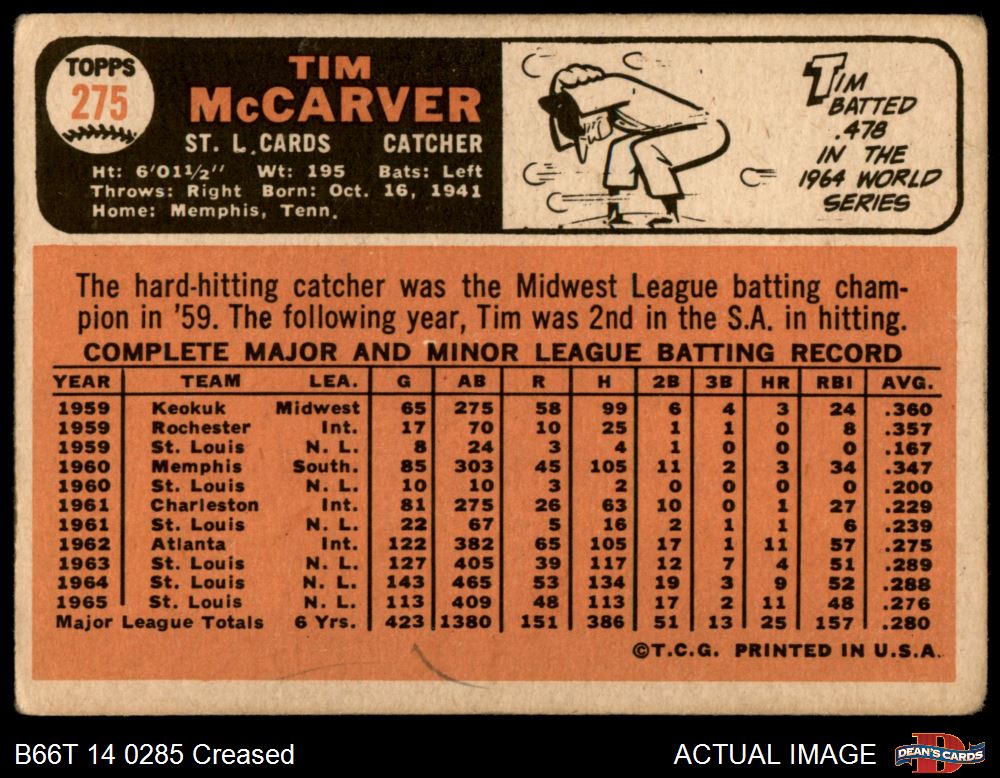 TOPPS
275
TIM
McCARVER
ST. L. CARDS CATCHER
Ht: 6'01½" Wt: 195 Bats: Left
Throws: Right Born: Oct. 16, 1941
Home: Memphis, Tenn.
TIM
BATTED
.478
IN THE
1964 WORLD
SERIES
The hard-hitting catcher was the Midwest League batting cham-
pion in '59. The following year, Tim was 2nd in the S.A. in hitting.
COMPLETE MAJOR AND MINOR LEAGUE BATTING RECORD
YEAR TEAM LEA. G AB R H 2B 3B HR RBI AVG.
1959 Keokuk Midwest 65 275 58 99 6 4 3 24 .360
1959 Rochester Int. 17 70 10 25 1 1 0 8 .357
1959 St. Louis N. L. 8 24 3 4 1 0 0 0 .167
1960 Memphis South. 85 303 45 105 11 2 3 34 .347
1960 St. Louis N. L. 10 10 3 2 0 0 0 0 .200
1961 Charleston Int. 81 275 26 63 10 0 1 27 .229
1961 St. Louis N. L. 22 67 5 16 2 1 1 6 .239
1962 Atlanta Int. 122 382 65 105 17 1 11 57 .275
1963 St. Louis N. L. 127 405 39 117 12 7 4 51 .289
1964 St. Louis N. L. 143 465 53 134 19 3 9 52 .288
1965 St. Louis N. L. 113 409 48 113 17 2 11 48 .276
Major League Totals 6 Yrs. 423 1380 151 386 51 13 25 157 .280
©T.C.G. PRINTED IN U.S.A.
B66T 14 0285 Creased
ACTUAL IMAGE
DEAN'S CARDS